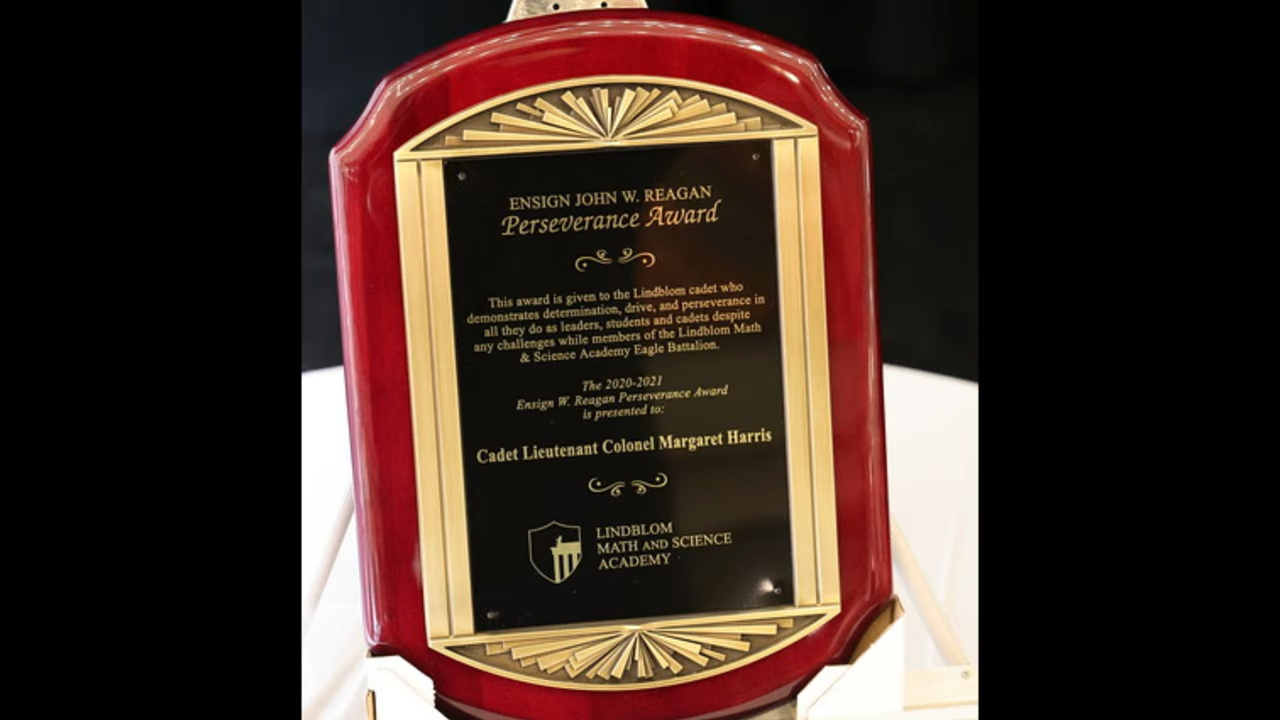 ENSIGN JOHN W. REAGAN
Perseverance Award
This award is given to the Lindblom cadet who
demonstrates determination, drive, and perseverance in
all they do as leaders, students and cadets despite
any challenges while members of the Lindblom Math
& Science Academy Eagle Battalion.
The 2020-2021
Ensign W. Reagan Perseverance Award
is presented to:
Cadet Lieutenant Colonel Margaret Harris
LINDBLOM
MATH AND SCIENCE
ACADEMY